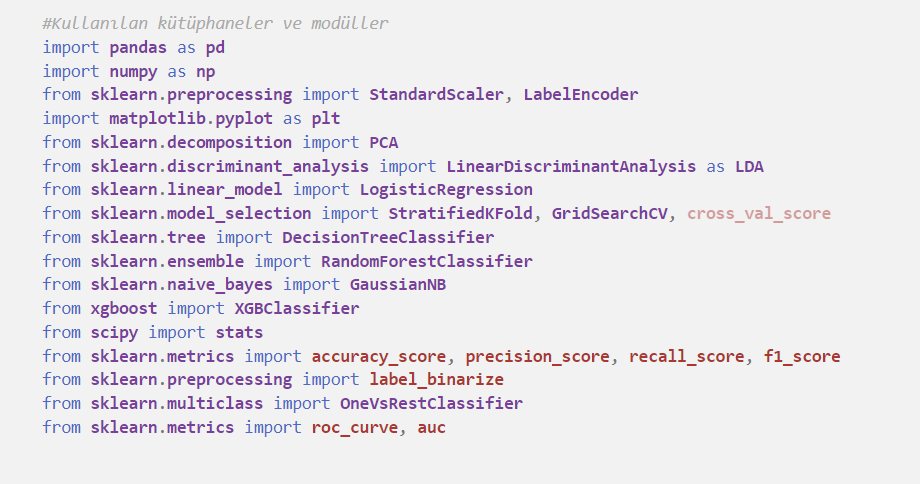 #Kullanılan kütüphaneler ve modüller
import pandas as pd
import numpy as np
from sklearn.preprocessing import StandardScaler, LabelEncoder
import matplotlib.pyplot as plt
from sklearn.decomposition import PCA
from sklearn.discriminant_analysis import LinearDiscriminantAnalysis as LDA
from sklearn.linear_model import LogisticRegression
from sklearn.model_selection import StratifiedKFold, GridSearchCV, cross_val_score
from sklearn.tree import DecisionTreeClassifier
from sklearn.ensemble import RandomForestClassifier
from sklearn.naive_bayes import GaussianNB
from xgboost import XGBClassifier
from scipy import stats
from sklearn.metrics import accuracy_score, precision_score, recall_score, f1_score
from sklearn.preprocessing import label_binarize
from sklearn.multiclass import OneVsRestClassifier
from sklearn.metrics import roc_curve, auc